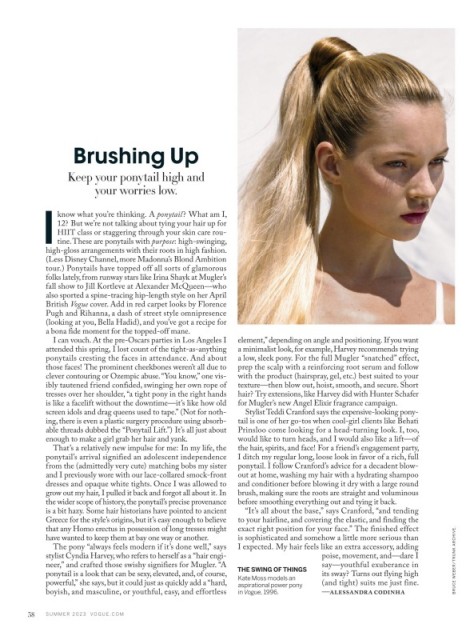 Brushing Up
Keep your ponytail high and
your worries low.
I know what you're thinking. A ponytail? What am I,
12? But we're not talking about tying your hair up for
HIIT class or staggering through your skin care rou-
tine. These are ponytails with purpose: high-swinging,
high-gloss arrangements with their roots in high fashion.
(Less Disney Channel, more Madonna's Blond Ambition
tour.) Ponytails have topped off all sorts of glamorous
folks lately, from runway stars like Irina Shayk at Mugler's
fall show to Jill Kortleve at Alexander McQueen—who
also sported a spine-tracing hip-length style on her April
British Vogue cover. Add in red carpet looks by Florence
Pugh and Rihanna, a dash of street style omnipresence
(looking at you, Bella Hadid), and you've got a recipe for
a bona fide moment for the topped-off mane.
I can vouch. At the pre-Oscars parties in Los Angeles I
attended this spring, I lost count of the tight-as-anything
ponytails cresting the faces in attendance. And about
those faces! The prominent cheekbones weren't all due to
clever contouring or Ozempic abuse. "You know," one vis-
ibly tautened friend confided, swinging her own rope of
tresses over her shoulder, "a tight pony in the right hands
is like a facelift without the downtime—it's like how old
screen idols and drag queens used to tape." (Not for noth-
ing, there is even a plastic surgery procedure using absorb-
able threads dubbed the "Ponytail Lift.") It's all just about
enough to make a girl grab her hair and yank.
That's a relatively new impulse for me: In my life, the
ponytail's arrival signified an adolescent independence
from the (admittedly very cute) matching bobs my sister
and I previously wore with our lace-collared smock-front
dresses and opaque white tights. Once I was allowed to
grow out my hair, I pulled it back and forgot all about it. In
the wider scope of history, the ponytail's precise provenance
is a bit hazy. Some hair historians have pointed to ancient
Greece for the style's origins, but it's easy enough to believe
that any Homo erectus in possession of long tresses might
have wanted to keep them at bay one way or another.
The pony "always feels modern if it's done well," says
stylist Cyndia Harvey, who refers to herself as a "hair engi-
neer," and crafted those swishy signifiers for Mugler. "A
ponytail is a look that can be sexy, elevated, and, of course,
powerful," she says, but it could just as quickly add a "hard,
boyish, and masculine, or youthful, easy, and effortless
element," depending on angle and positioning. If you want
a minimalist look, for example, Harvey recommends trying
a low, sleek pony. For the full Mugler "snatched" effect,
prep the scalp with a reinforcing root serum and follow
with the product (hairspray, gel, etc.) best suited to your
texture—then blow out, hoist, smooth, and secure. Short
hair? Try extensions, like Harvey did with Hunter Schafer
for Mugler's new Angel Elixir fragrance campaign.
Stylist Teddi Cranford says the expensive-looking pony-
tail is one of her go-tos when cool-girl clients like Behati
Prinsloo come looking for a head-turning look. I, too,
would like to turn heads, and I would also like a lift—of
the hair, spirits, and face! For a friend's engagement party,
I ditch my regular long, loose look in favor of a rich, full
ponytail. I follow Cranford's advice for a decadent blow-
out at home, washing my hair with a hydrating shampoo
and conditioner before blowing it dry with a large round
brush, making sure the roots are straight and voluminous
before smoothing everything out and tying it back.
"It's all about the base," says Cranford, "and tending
to your hairline, and covering the elastic, and finding the
exact right position for your face." The finished effect
is sophisticated and somehow a little more serious than
I expected. My hair feels like an extra accessory, adding
poise, movement, and—dare I
say—youthful exuberance in
its sway? Turns out flying high
(and tight) suits me just fine.
—ALESSANDRA CODINHA
THE SWING OF THINGS
Kate Moss models an
aspirational power pony
in Vogue, 1996.
BRUCE WEBER/TRUNK ARCHIVE.
38 SUMMER 2023 VOGUE.COM